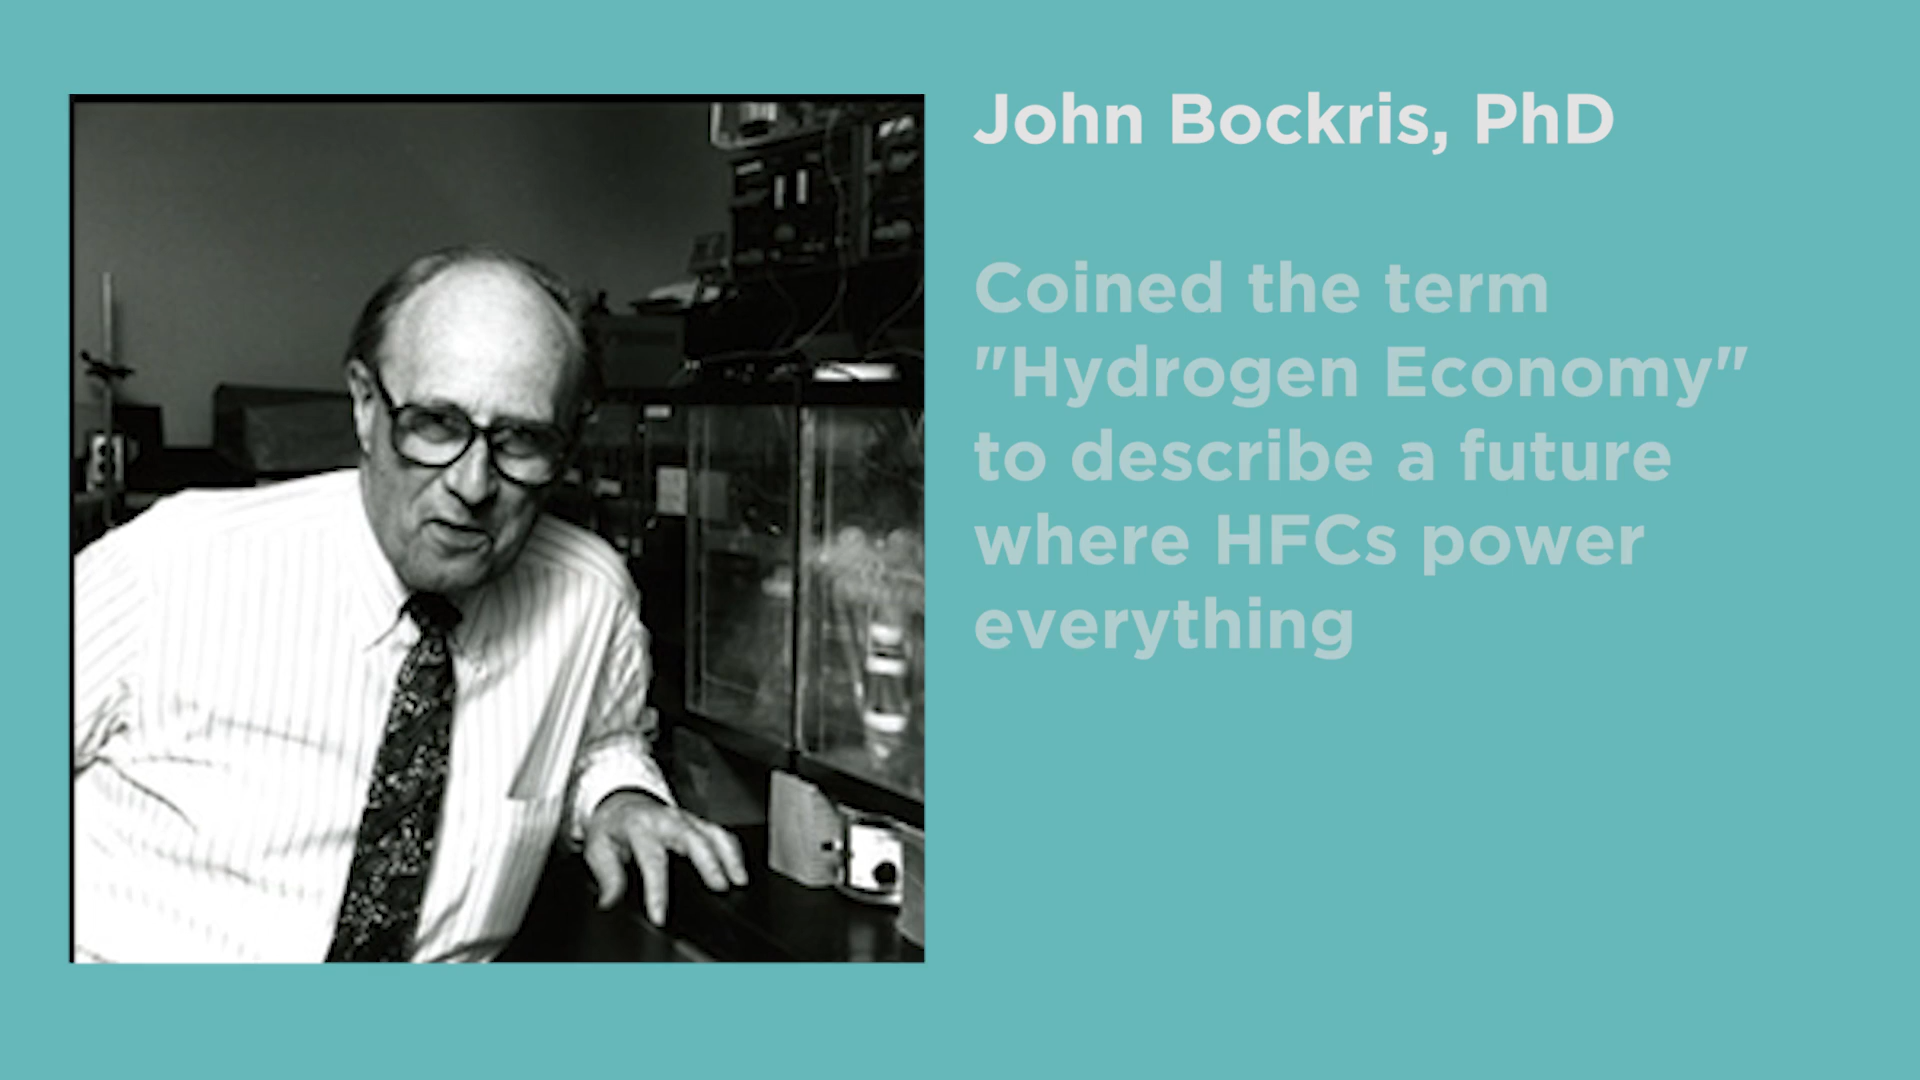 John Bockris, PhD
Coined the term
"Hydrogen Economy"
to describe a future
where HFCs power
everything